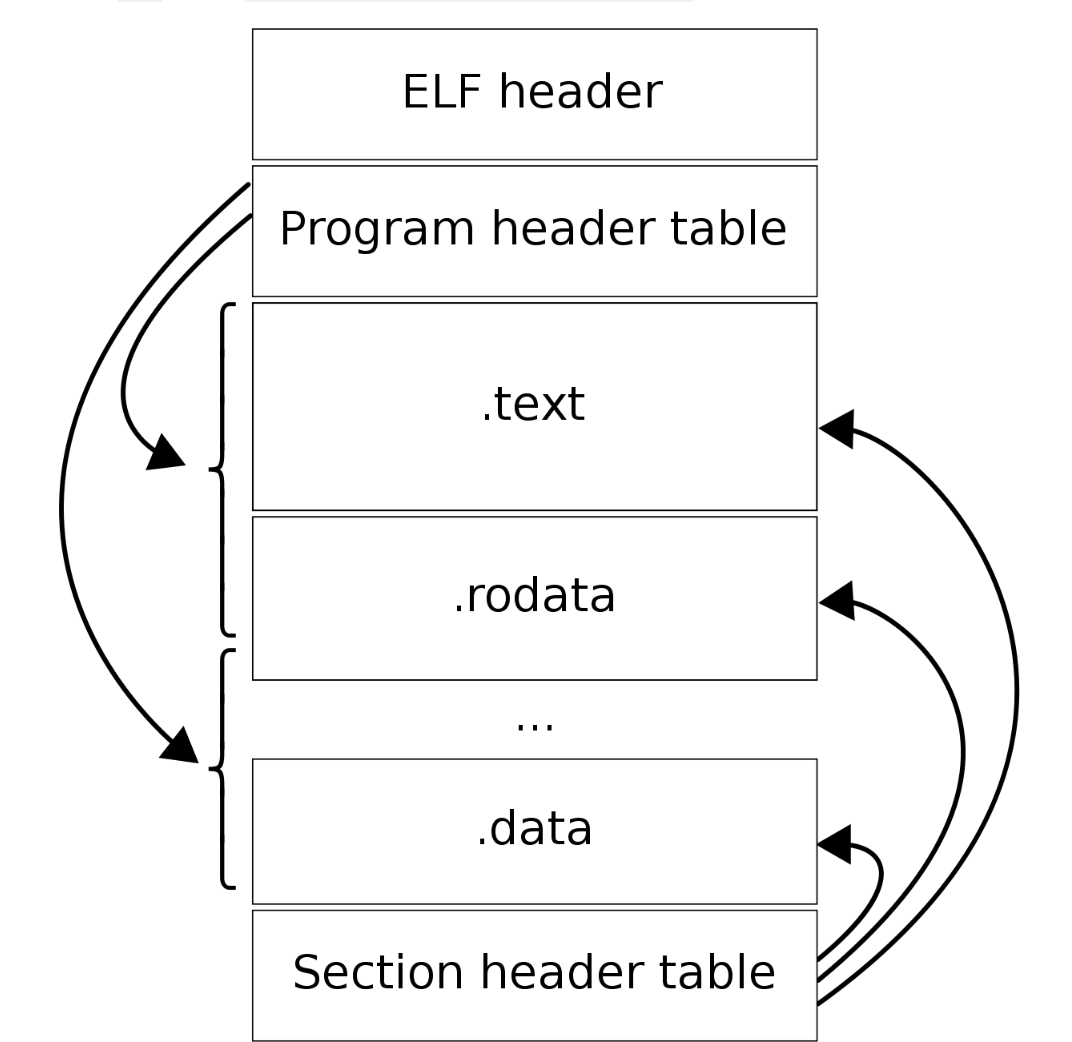 ELF header
Program header table
.text
.rodata
...
.data
Section header table